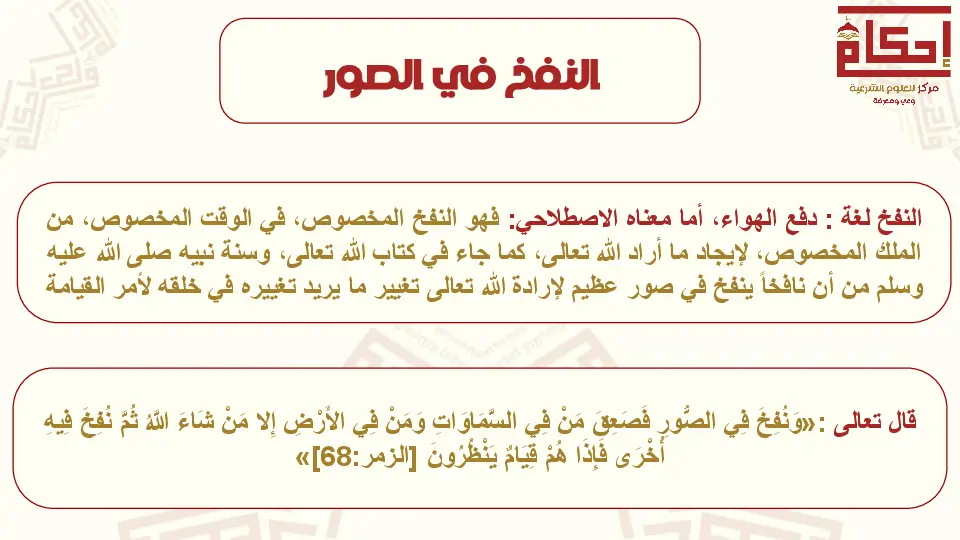 إحكام
مركز للعلوم الشرعية
وعي ومعرفة
النفخ في الصور
النفخ لغة : دفع الهواء، أما معناه الاصطلاحي: فهو النفخ المخصوص، في الوقت المخصوص، من
الملك المخصوص، لإيجاد ما أراد الله تعالى، كما جاء في كتاب الله تعالى، وسنة نبيه صلى الله عليه
وسلم من أن نافخاً ينفخ في صور عظيم لإرادة الله تعالى تغيير ما يريد تغييره في خلقه لأمر القيامة
قال تعالى :«وَنُفِخَ فِي الصُّورِ فَصَعِقَ مَنْ فِي السَّمَاوَاتِ وَمَنْ فِي الأَرْضِ إِلا مَنْ شَاءَ اللَّهُ ثُمَّ نُفِخَ فِيهِ
أُخْرَى فَإِذَا هُمْ قِيَامٌ يَنْظُرُونَ [الزمر:68]»